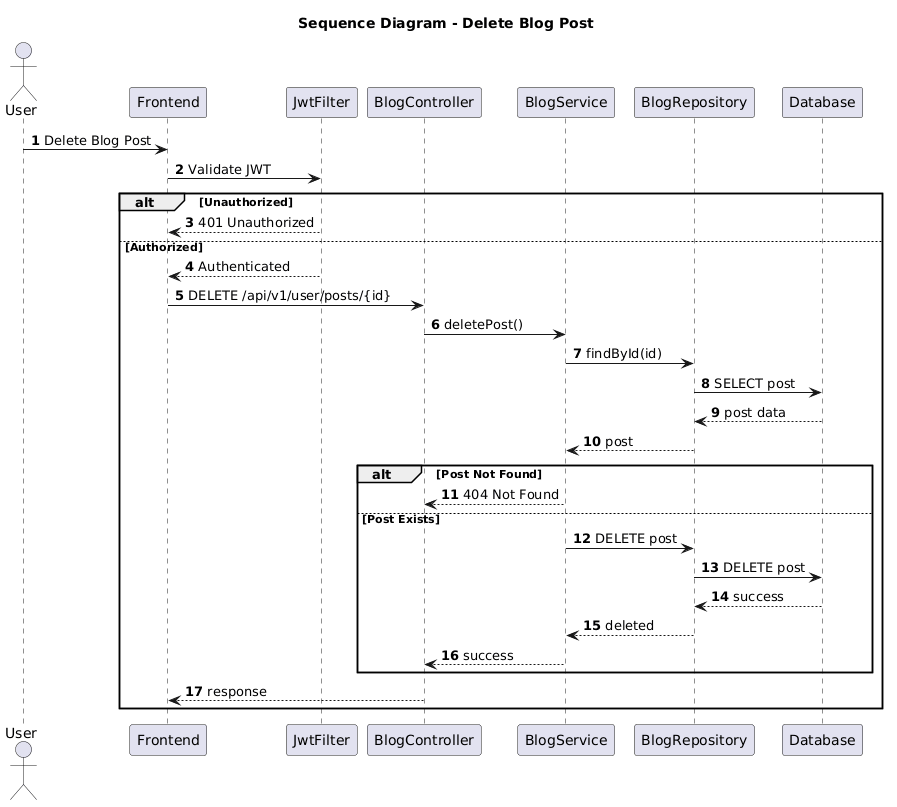 Sequence Diagram - Delete Blog Post
User
Frontend JwtFilter BlogController BlogService BlogRepository Database
1 Delete Blog Post
2 Validate JWT
alt [Unauthorized]
3 401 Unauthorized
[Authorized]
4 Authenticated
5 DELETE /api/v1/user/posts/{id}
6 deletePost()
7 findById(id)
8 SELECT post
9 post data
10 post
alt [Post Not Found]
11 404 Not Found
[Post Exists]
12 DELETE post
13 DELETE post
14 success
15 deleted
16 success
17 response
User
Frontend JwtFilter BlogController BlogService BlogRepository Database